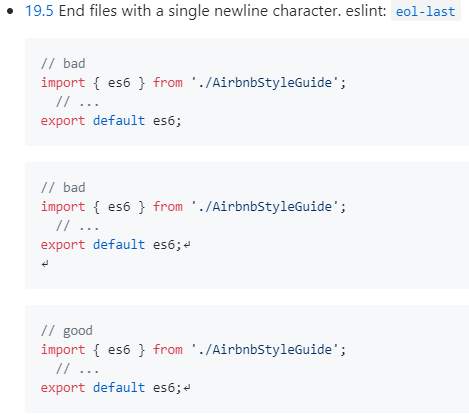 19.5 End files with a single newline character. eslint: eol-last
// bad
import { es6 } from './AirbnbStyleGuide';
// ...
export default es6;
// bad
import { es6 } from './AirbnbStyleGuide';
// ...
export default es6;↵
↵
// good
import { es6 } from './AirbnbStyleGuide';
// ...
export default es6;↵